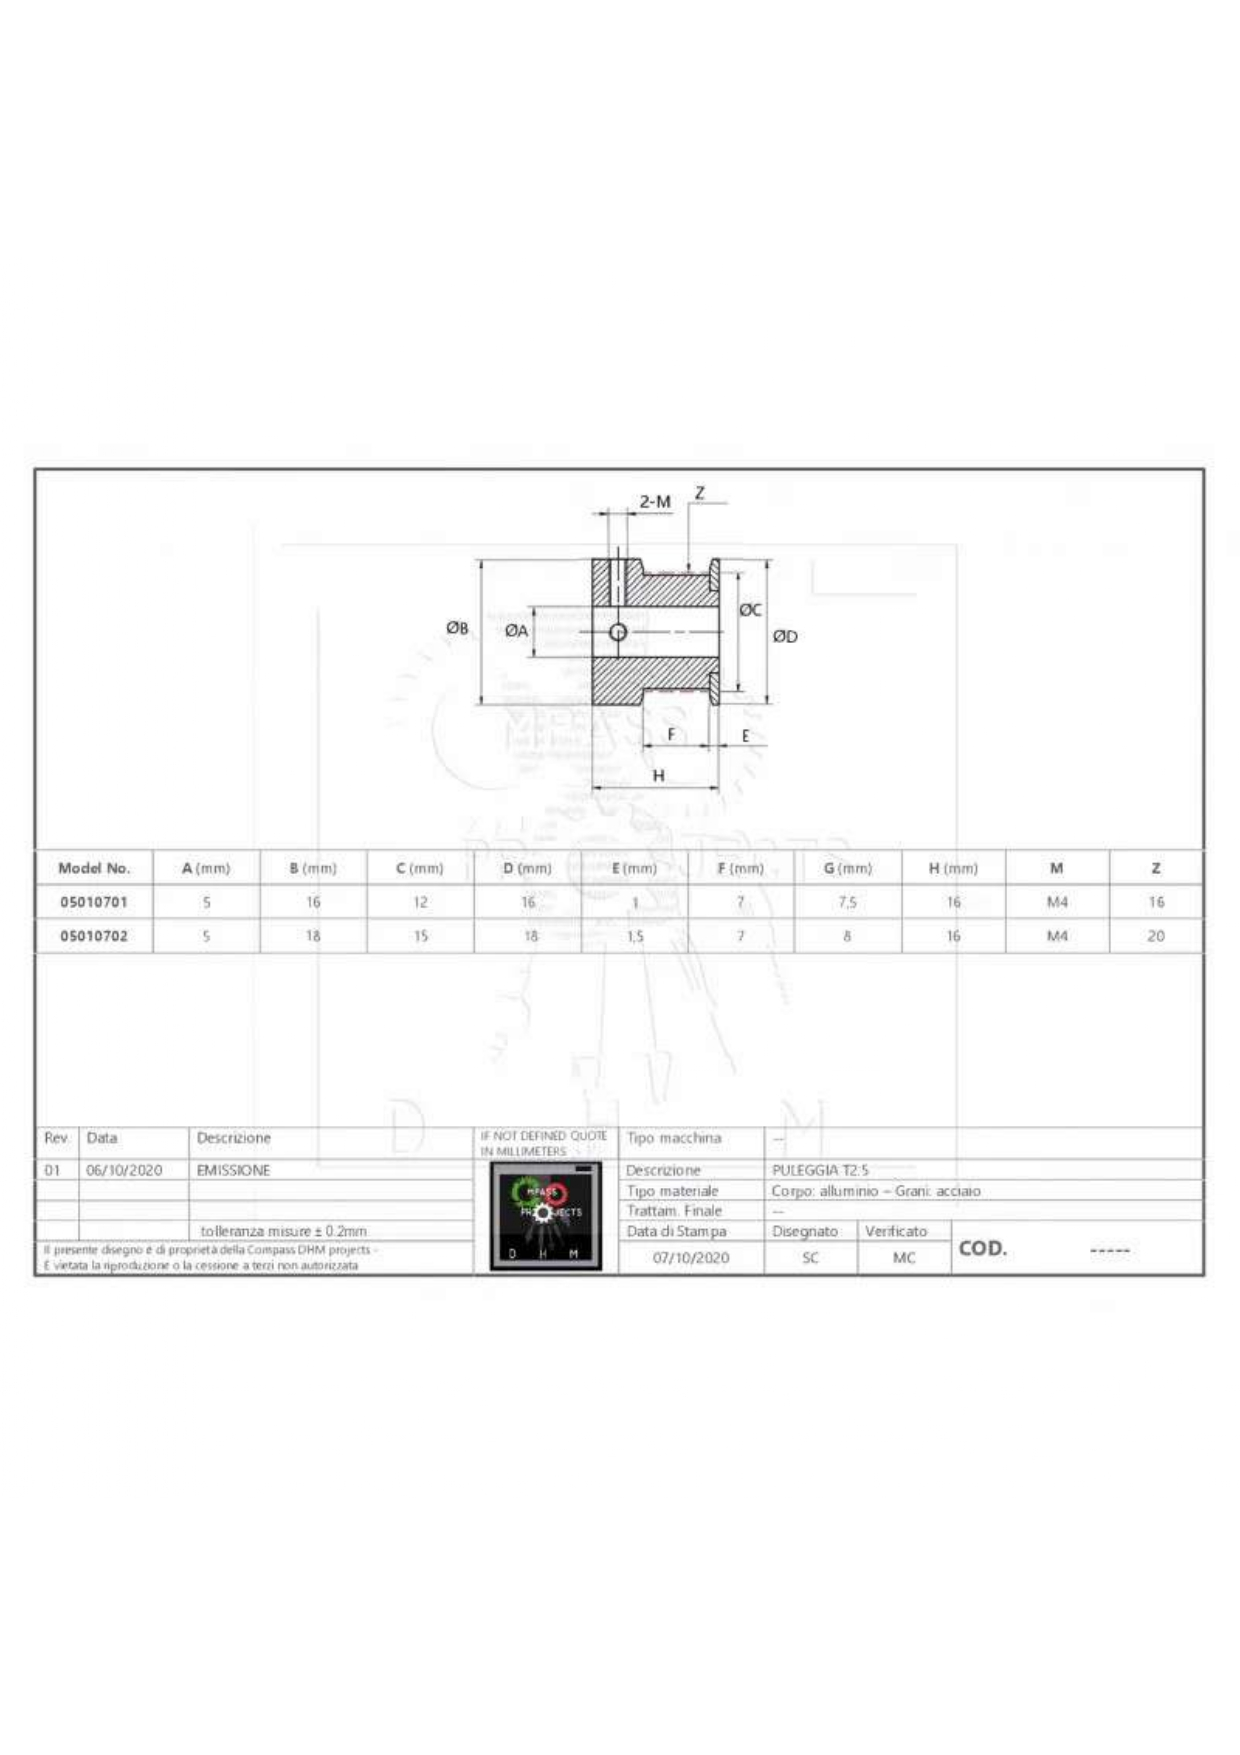 2-M
Z
ØB
ØA
ØC
ØD
F
E
H
Model No. A (mm) B (mm) C (mm) D (mm) E (mm) F (mm) G (mm) H (mm) M Z
05010701 5 16 12 16 1 7 7,5 16 M4 16
05010702 5 18 15 18 1,5 7 8 16 M4 20
Rev. Data Descrizione
01 06/10/2020 EMISSIONE
tolleranza misure ± 0.2mm
Il presente disegno è di proprietà della Compass DHM projects -
È vietata la riproduzione o la cessione a terzi non autorizzata
IF NOT DEFINED QUOTE
IN MILLIMETERS
MPASS
PR JECTS
D H M
Tipo macchina --
Descrizione PULEGGIA T2.5
Tipo materiale Corpo: alluminio – Grani: acciaio
Trattam. Finale --
Data di Stampa Disegnato Verificato
07/10/2020 SC MC
COD. -----